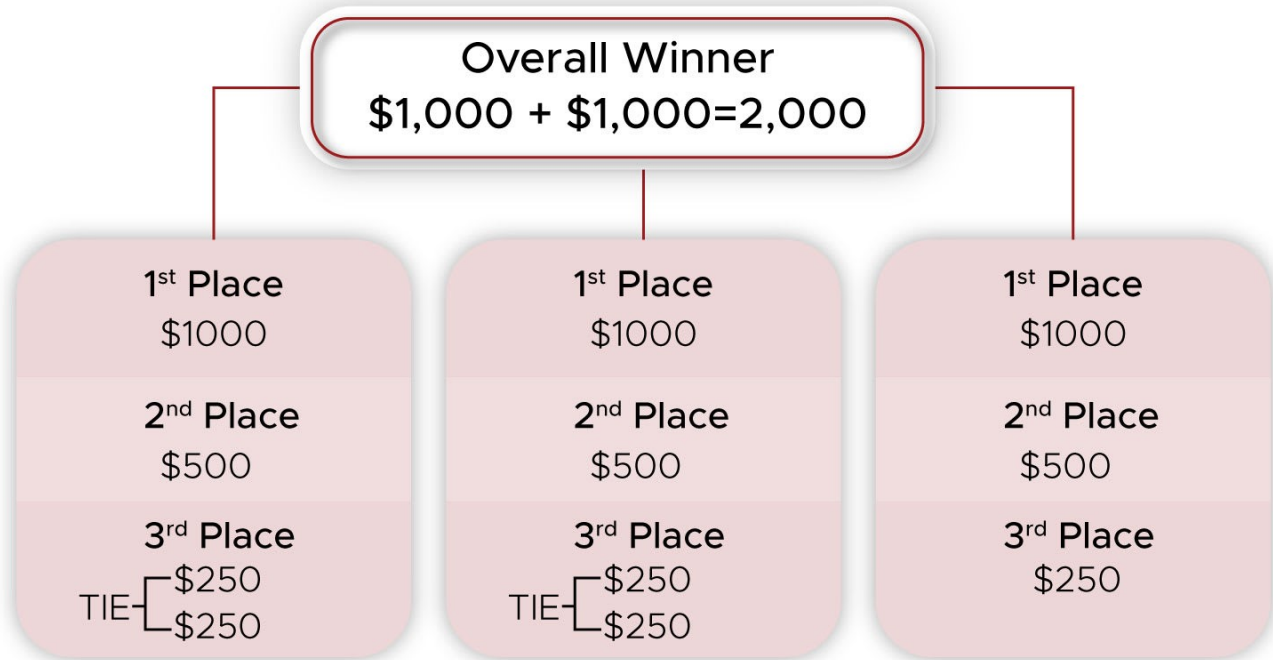 Overall Winner
$1,000 + $1,000=2,000
1st Place
$1000
2nd Place
$500
3rd Place
TIE
$250
$250
1st Place
$1000
2nd Place
$500
3rd Place
TIE
$250
$250
1st Place
$1000
2nd Place
$500
3rd Place
$250